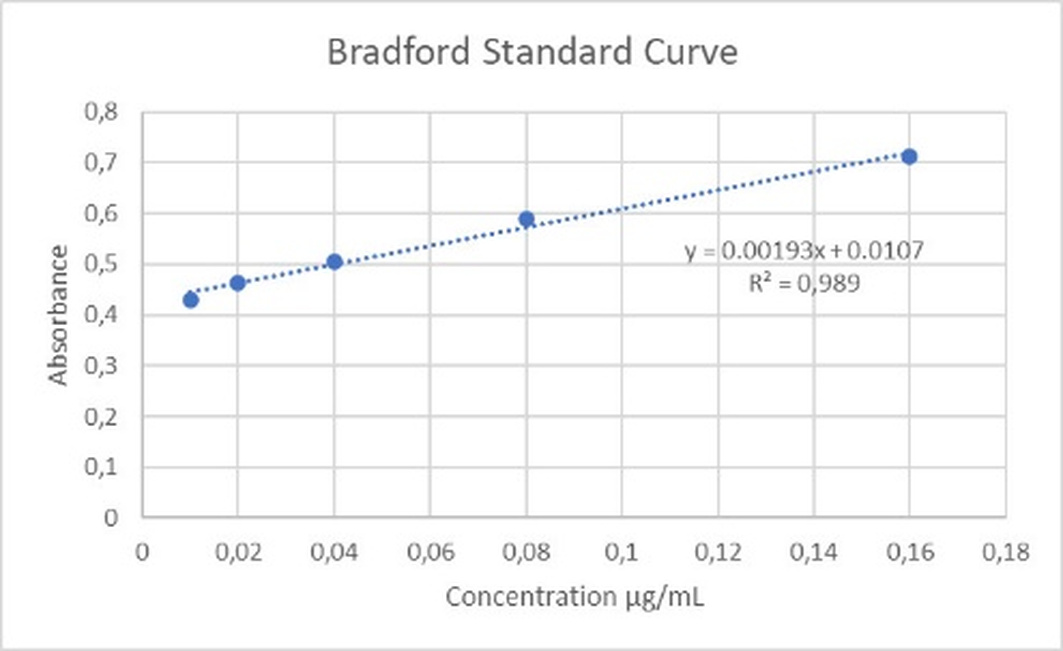 Bradford Standard Curve
0,8
0,7
0,6
0,5
0,4
0,3
0,2
0,1
0
Absorbance
y = 0.00193x + 0.0107
R² = 0,989
0 0,02 0,04 0,06 0,08 0,1 0,12 0,14 0,16 0,18
Concentration µg/mL